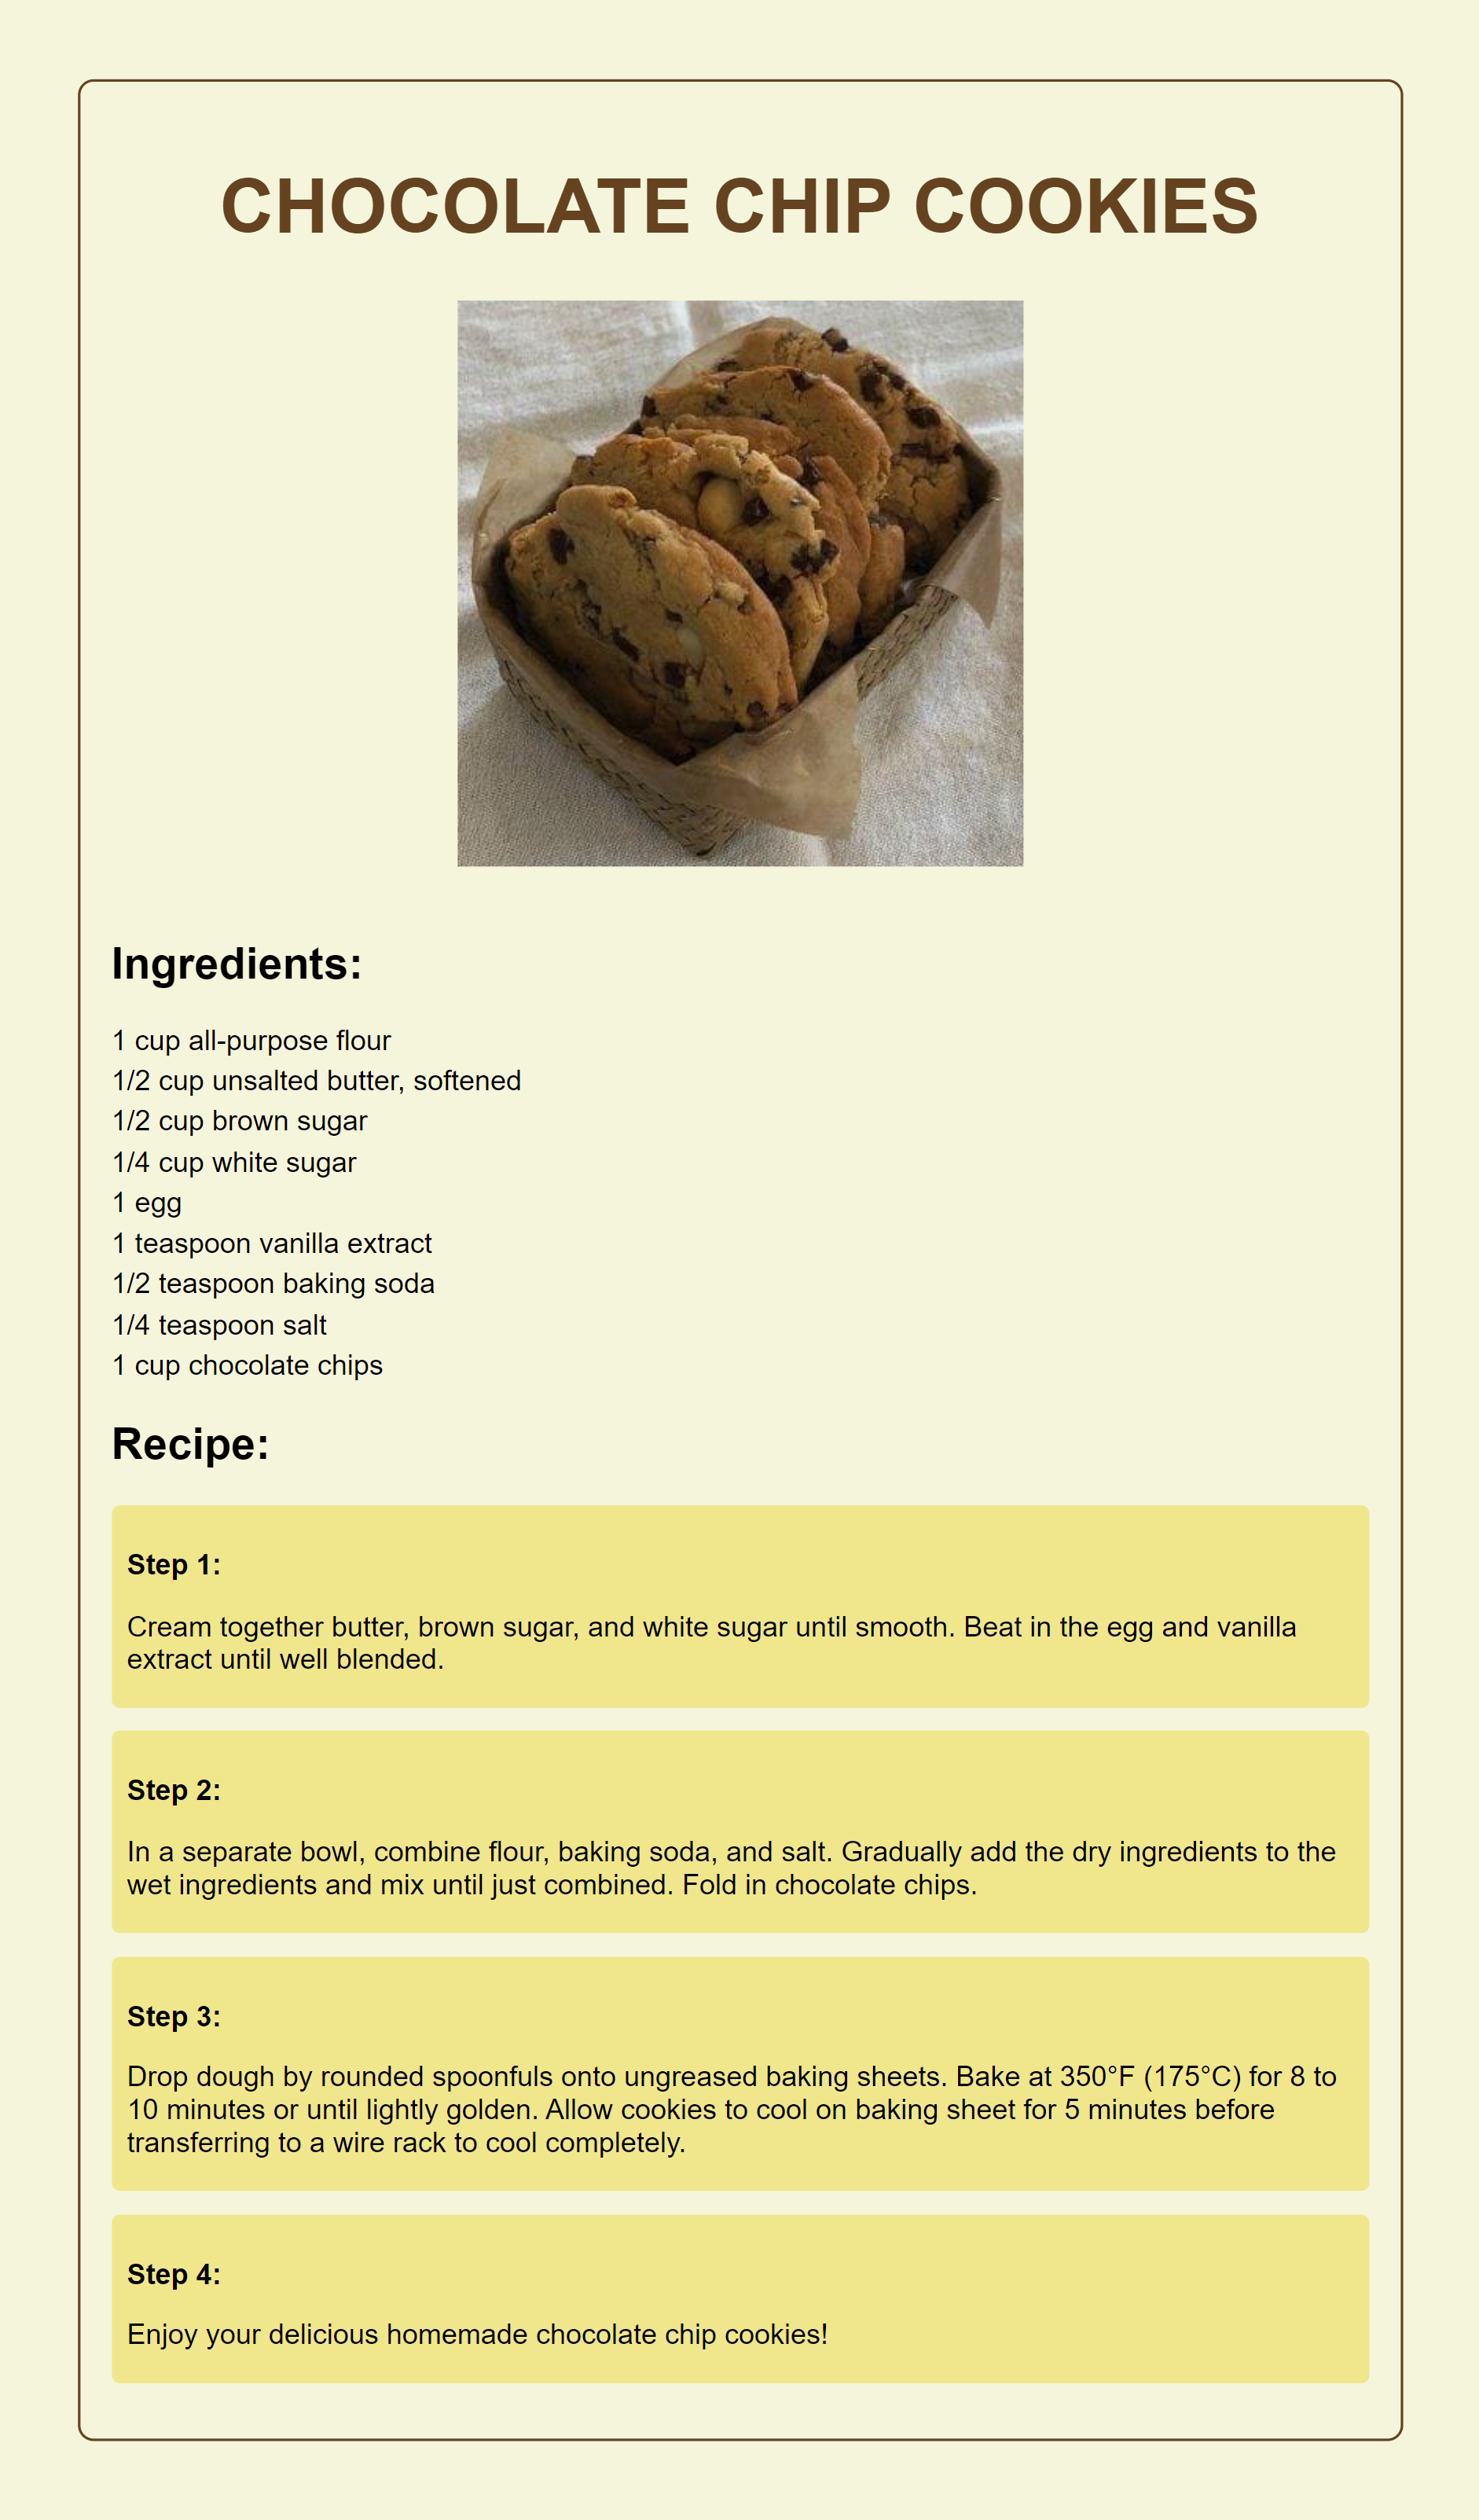 CHOCOLATE CHIP COOKIES
Ingredients:
1 cup all-purpose flour
1/2 cup unsalted butter, softened
1/2 cup brown sugar
1/4 cup white sugar
1 egg
1 teaspoon vanilla extract
1/2 teaspoon baking soda
1/4 teaspoon salt
1 cup chocolate chips
Recipe:
Step 1:
Cream together butter, brown sugar, and white sugar until smooth. Beat in the egg and vanilla
extract until well blended.
Step 2:
In a separate bowl, combine flour, baking soda, and salt. Gradually add the dry ingredients to the
wet ingredients and mix until just combined. Fold in chocolate chips.
Step 3:
Drop dough by rounded spoonfuls onto ungreased baking sheets. Bake at 350°F (175°C) for 8 to
10 minutes or until lightly golden. Allow cookies to cool on baking sheet for 5 minutes before
transferring to a wire rack to cool completely.
Step 4:
Enjoy your delicious homemade chocolate chip cookies!